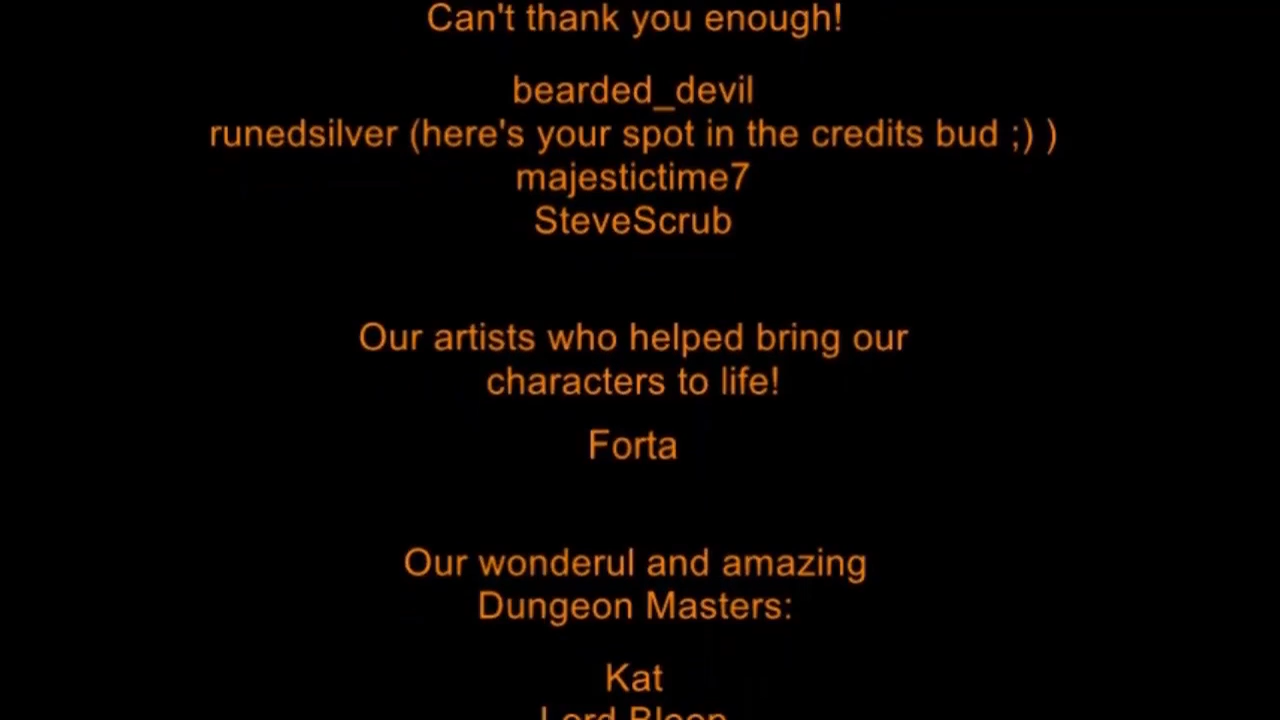 Can't thank you enough!
bearded_devil
runedsilver (here's your spot in the credits bud ;) )
majestictime7
SteveScrub
Our artists who helped bring our
characters to life!
Forta
Our wonderul and amazing
Dungeon Masters:
Kat
Lord